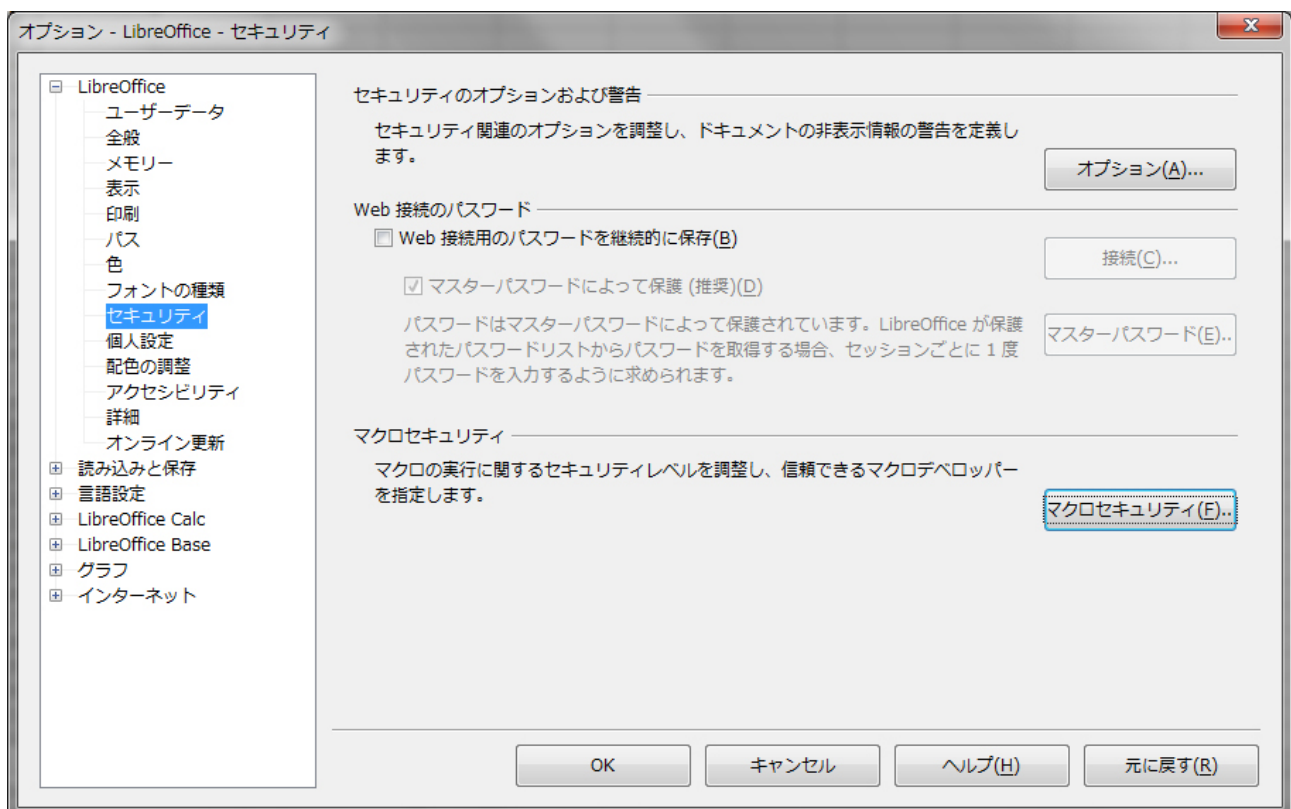 オプション - LibreOffice - セキュリティ
LibreOffice
ユーザーデータ
全般
メモリー
表示
印刷
パス
色
フォントの種類
セキュリティ
個人設定
配色の調整
アクセシビリティ
詳細
オンライン更新
読み込みと保存
言語設定
LibreOffice Calc
LibreOffice Base
グラフ
インターネット
セキュリティのオプションおよび警告
セキュリティ関連のオプションを調整し、ドキュメントの非表示情報の警告を定義し
ます。
オプション(A)...
Web 接続のパスワード
Web 接続用のパスワードを継続的に保存(B)
接続(C)...
マスターパスワードによって保護 (推奨)(D)
パスワードはマスターパスワードによって保護されています。LibreOffice が保護
されたパスワードリストからパスワードを取得する場合、セッションごとに 1 度
パスワードを入力するように求められます。
マスターパスワード(E)..
マクロセキュリティ
マクロの実行に関するセキュリティレベルを調整し、信頼できるマクロデベロッパー
を指定します。
マクロセキュリティ(F)..
OK
キャンセル
ヘルプ(H)
元に戻す(R)